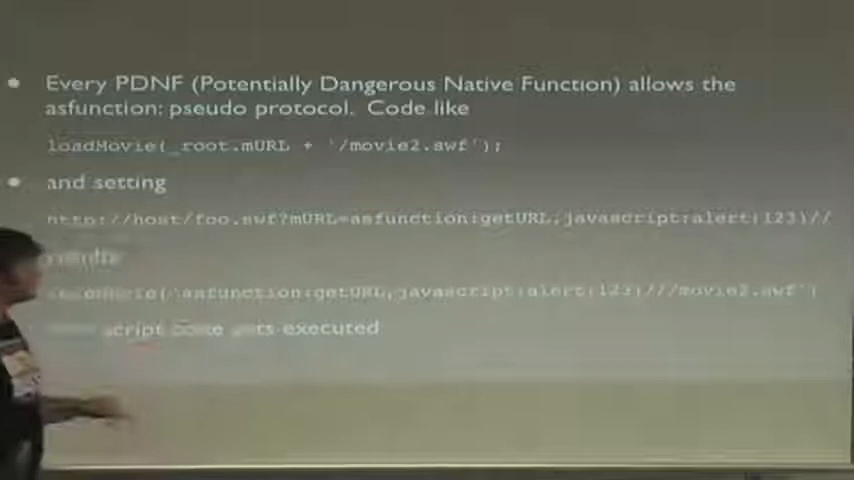 Every PDNF (Potentially Dangerous Native Function) allows the
asfunction: pseudo protocol. Code like
loadMovie(_root.mURL + '/movie2.swf');
and setting
http://host/foo.swf?mURL=asfunction:getURL,javascript:alert(123)//
asfunction:getURL,javascript:alert(123)///movie2.swf')
script code gets executed